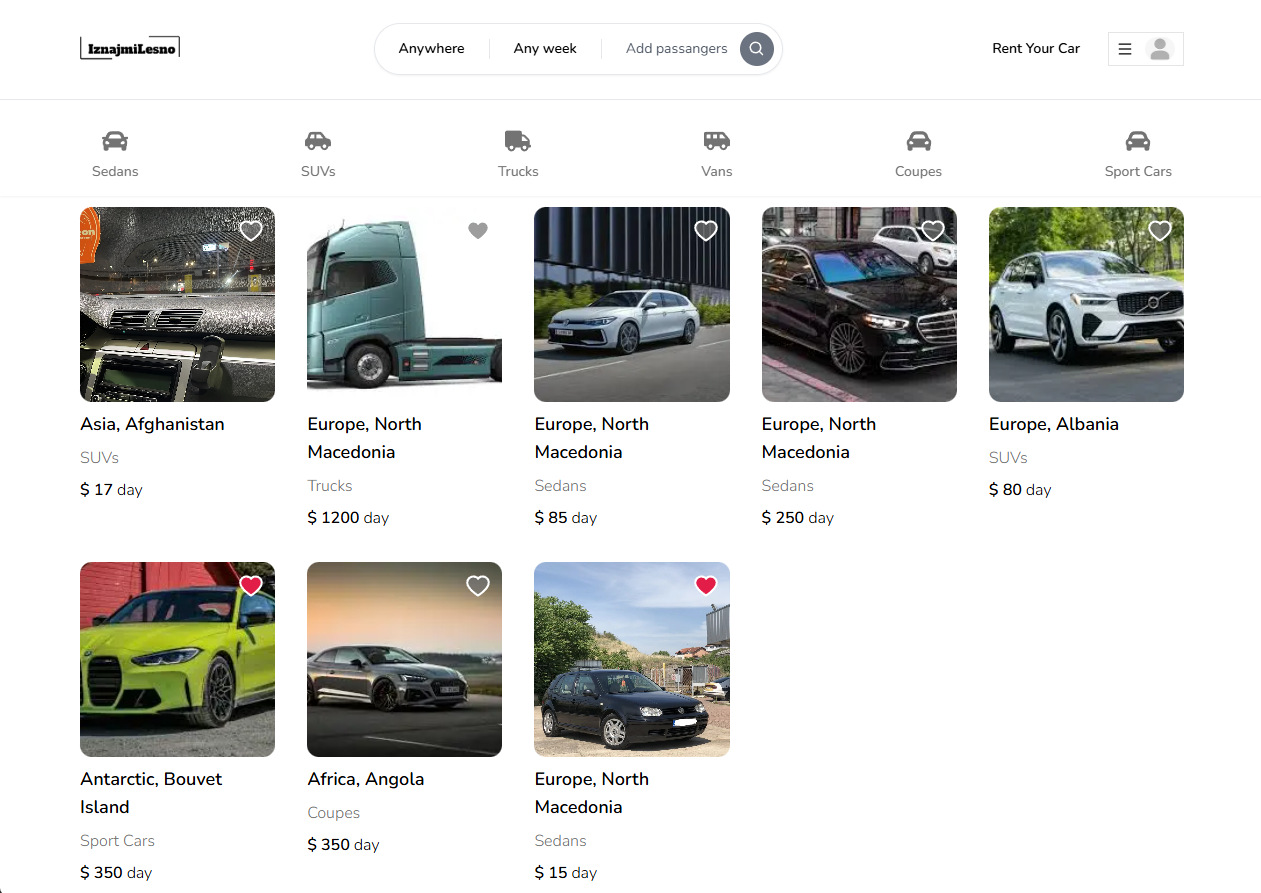 IznajmiLesno
Anywhere
Any week
Add passangers
Rent Your Car
Sedans
SUVs
Trucks
Vans
Coupes
Sport Cars
Asia, Afghanistan
SUVs
$ 17 day
Europe, North
Macedonia
Trucks
$ 1200 day
Europe, North
Macedonia
Sedans
$ 85 day
Europe, North
Macedonia
Sedans
$ 250 day
Europe, Albania
SUVs
$ 80 day
Antarctic, Bouvet
Island
Sport Cars
$ 350 day
Africa, Angola
Coupes
$ 350 day
Europe, North
Macedonia
Sedans
$ 15 day